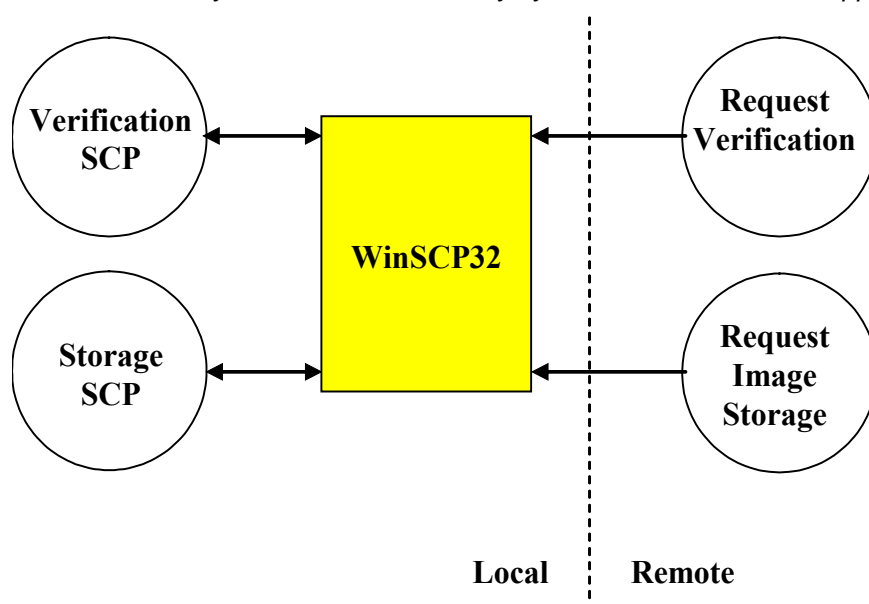 Verification
SCP
Request
Verification
WinSCP32
Storage
SCP
Request
Image
Storage
Local
Remote